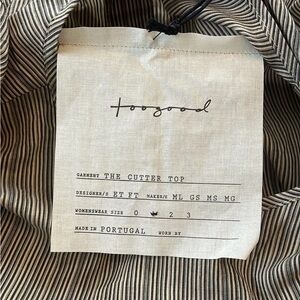 toogood
GARMENT THE CUTTER TOP
DESIGNER/S ET FT MAKER/S ML GS MS MG
WOMENSWEAR SIZE 0 2 3
MADE IN PORTUGAL WORN BY